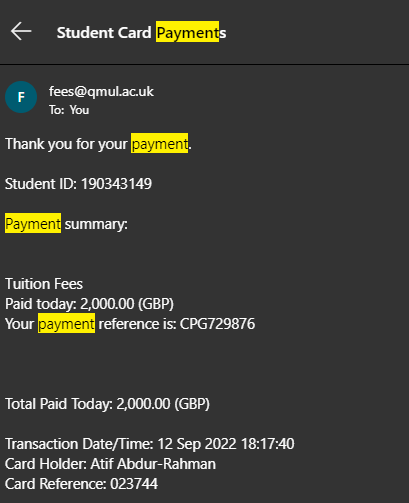 Student Card Payments
F
fees@qmul.ac.uk
To: You
Thank you for your payment.
Student ID: 190343149
Payment summary:
Tuition Fees
Paid today: 2,000.00 (GBP)
Your payment reference is: CPG729876
Total Paid Today: 2,000.00 (GBP)
Transaction Date/Time: 12 Sep 2022 18:17:40
Card Holder: Atif Abdur-Rahman
Card Reference: 023744